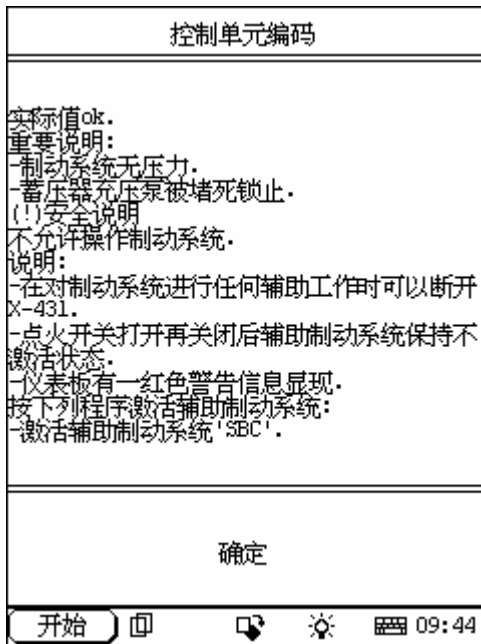 控制单元编码
实际值ok.
重要说明:
-制动系统无压力.
-蓄压器充压泵被堵死锁止.
(!)安全说明
不允许操作制动系统.
说明:
-在对制动系统进行任何辅助工作时可以断开
X-431.
-点火开关打开再关闭后辅助制动系统保持不
激活状态.
-仪表板有一红色警告信息显现.
按下列程序激活辅助制动系统:
-激活辅助制动系统'SBC'.
确定
开始 09:44